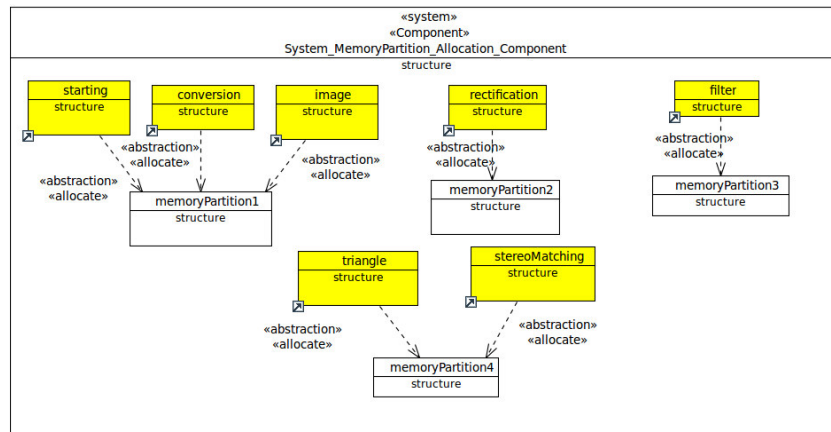 «system»
«Component»
System_MemoryPartition_Allocation_Component
structure
starting
structure
conversion
structure
image
structure
rectification
structure
filter
structure
«abstraction»
«allocate»
«abstraction»
«allocate»
«abstraction»
«allocate»
«abstraction»
«allocate»
«abstraction»
«allocate»
memoryPartition1
structure
memoryPartition2
structure
memoryPartition3
structure
triangle
structure
stereoMatching
structure
«abstraction»
«allocate»
«abstraction»
«allocate»
memoryPartition4
structure